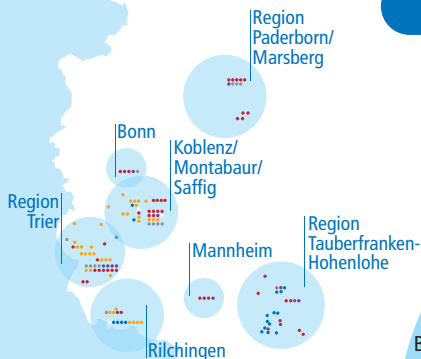 Region
Paderborn/
Marsberg
Bonn
Koblenz/
Montabaur/
Saffig
Region
Trier
Mannheim
Region
Tauberfranken-
Hohenlohe
Rilchingen
B